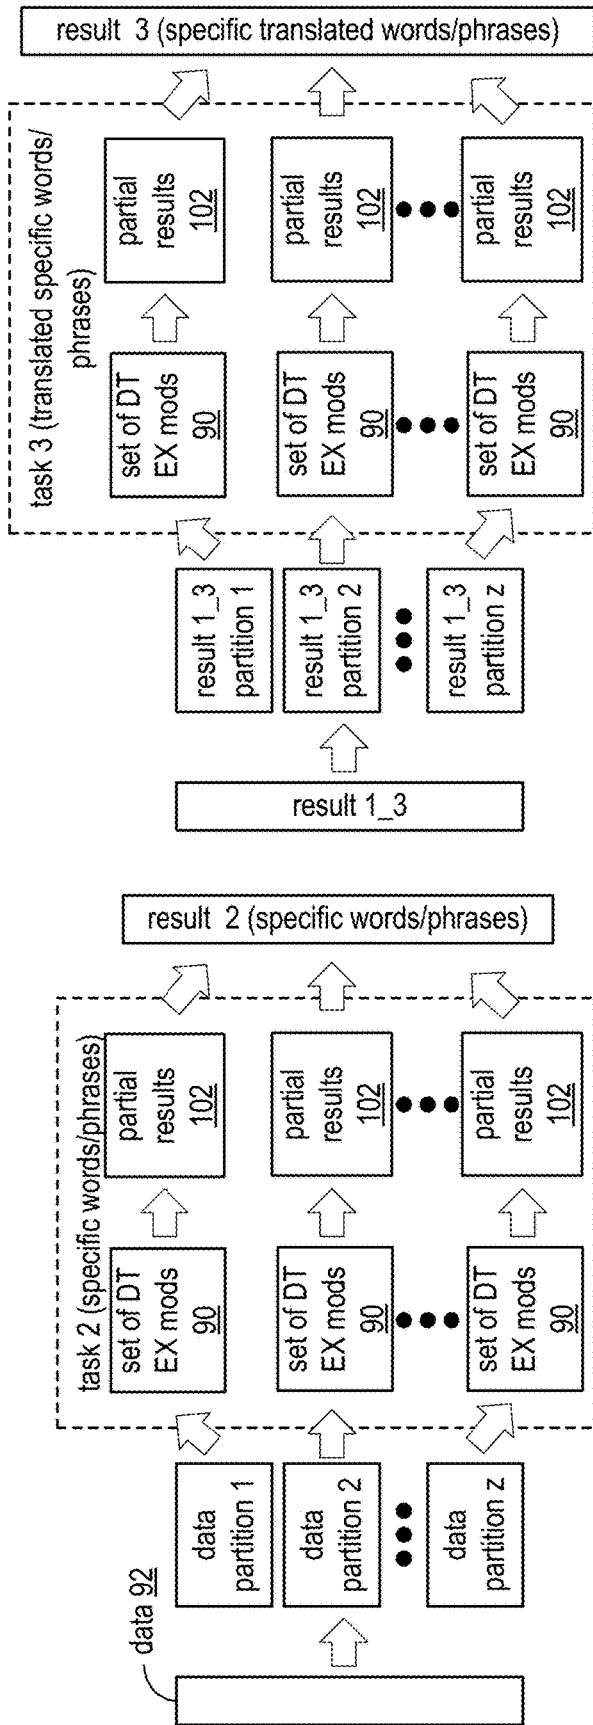 data 92
data
partition 1
data
partition 2
data
partition z
task 2 (specific words/phrases)
set of DT
EX mods
90
set of DT
EX mods
90
set of DT
EX mods
90
partial
results
102
partial
results
102
partial
results
102
result 2 (specific words/phrases)
result 1_3
result 1_3
partition 1
result 1_3
partition 2
result 1_3
partition z
task 3 (translated specific words/
phrases)
set of DT
EX mods
90
set of DT
EX mods
90
set of DT
EX mods
90
partial
results
102
partial
results
102
partial
results
102
result 3 (specific translated words/phrases)